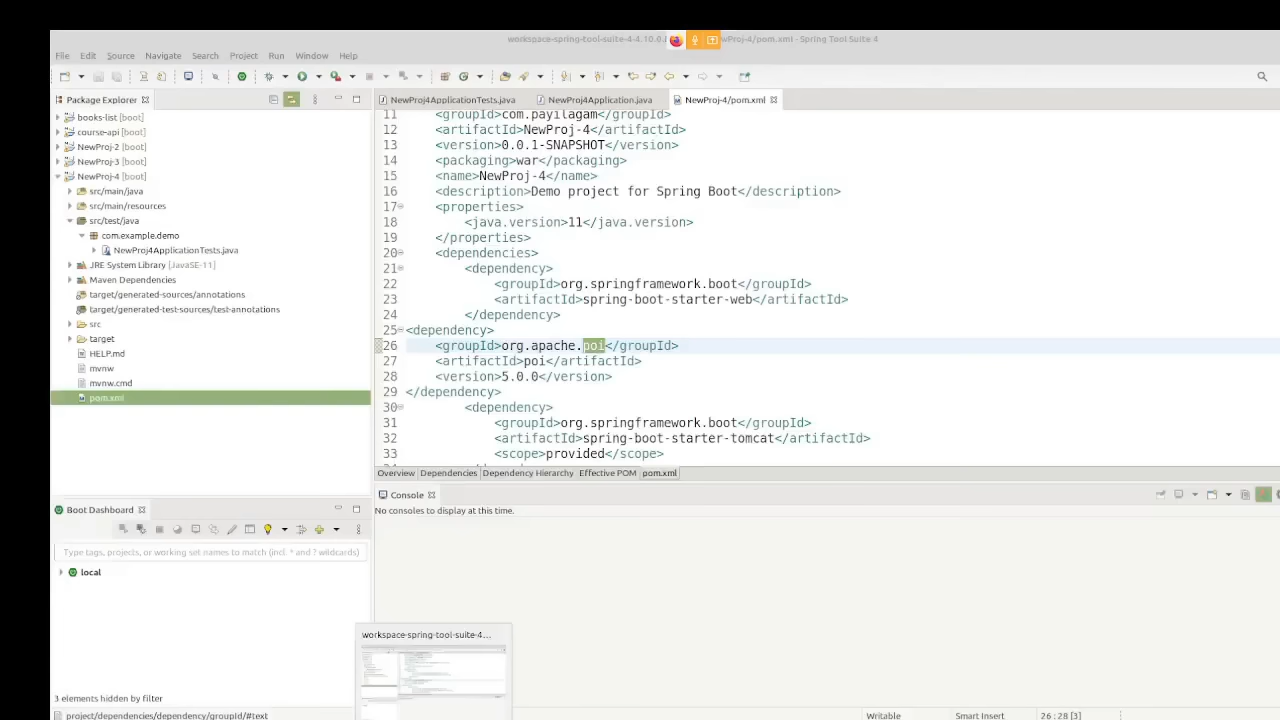 workspace-spring-tool-suite-4-4.10.0. wProj-4/pom.xml - Spring Tool Suite 4
File Edit Source Navigate Search Project Run Window Help
Package Explorer
books-list [boot]
course-api [boot]
NewProj-2 [boot]
NewProj-3 [boot]
NewProj-4 [boot]
src/main/java
src/main/resources
src/test/java
com.example.demo
NewProj4ApplicationTests.java
JRE System Library [JavaSE-11]
Maven Dependencies
target/generated-sources/annotations
target/generated-test-sources/test-annotations
src
target
HELP.md
mvnw
mvnw.cmd
pom.xml
NewProj4ApplicationTests.java NewProj4Application.java NewProj-4/pom.xml
11 <groupId>com.payilagam</groupId>
12 <artifactId>NewProj-4</artifactId>
13 <version>0.0.1-SNAPSHOT</version>
14 <packaging>war</packaging>
15 <name>NewProj-4</name>
16 <description>Demo project for Spring Boot</description>
17 <properties>
18 <java.version>11</java.version>
19 </properties>
20 <dependencies>
21 <dependency>
22 <groupId>org.springframework.boot</groupId>
23 <artifactId>spring-boot-starter-web</artifactId>
24 </dependency>
25 <dependency>
26 <groupId>org.apache.poi</groupId>
27 <artifactId>poi</artifactId>
28 <version>5.0.0</version>
29 </dependency>
30 <dependency>
31 <groupId>org.springframework.boot</groupId>
32 <artifactId>spring-boot-starter-tomcat</artifactId>
33 <scope>provided</scope>
Overview Dependencies Dependency Hierarchy Effective POM pom.xml
Console
No consoles to display at this time.
Boot Dashboard
Type tags, projects, or working set names to match (incl. * and ? wildcards)
local
workspace-spring-tool-suite-4...
3 elements hidden by filter
project/dependencies/dependency/groupId/#text
Writable Smart Insert 26 : 28 [3]